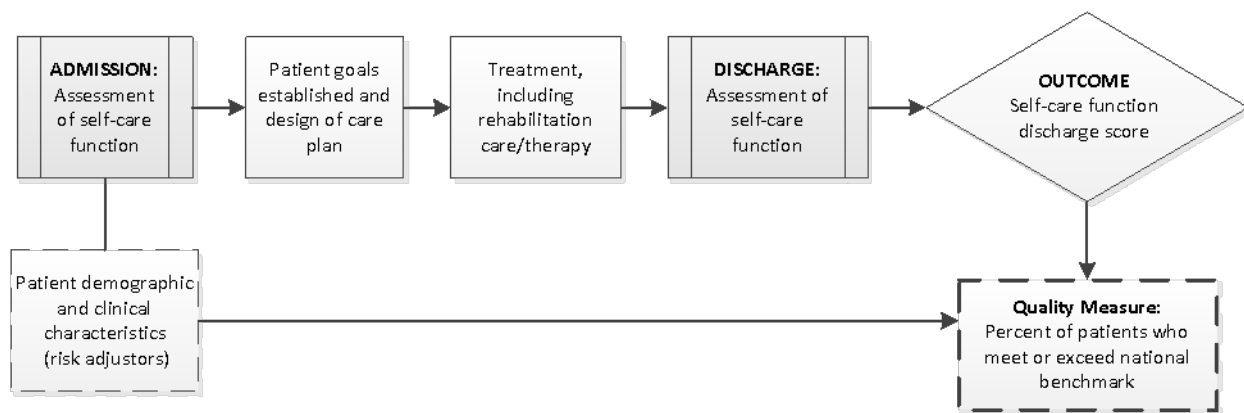 ADMISSION:
Assessment
of self-care
function
Patient goals
established and
design of care
plan
Treatment,
including
rehabilitation
care/therapy
DISCHARGE:
Assessment of
self-care
function
OUTCOME
Self-care function
discharge score
Patient demographic
and clinical
characteristics
(risk adjustors)
Quality Measure:
Percent of patients who
meet or exceed national
benchmark